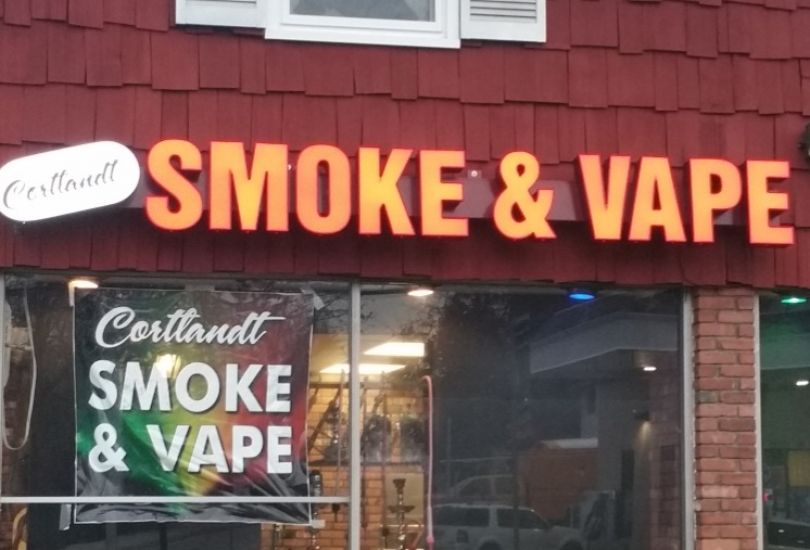 Cortlandt SMOKE & VAPE
Cortlandt
SMOKE
& VAPE